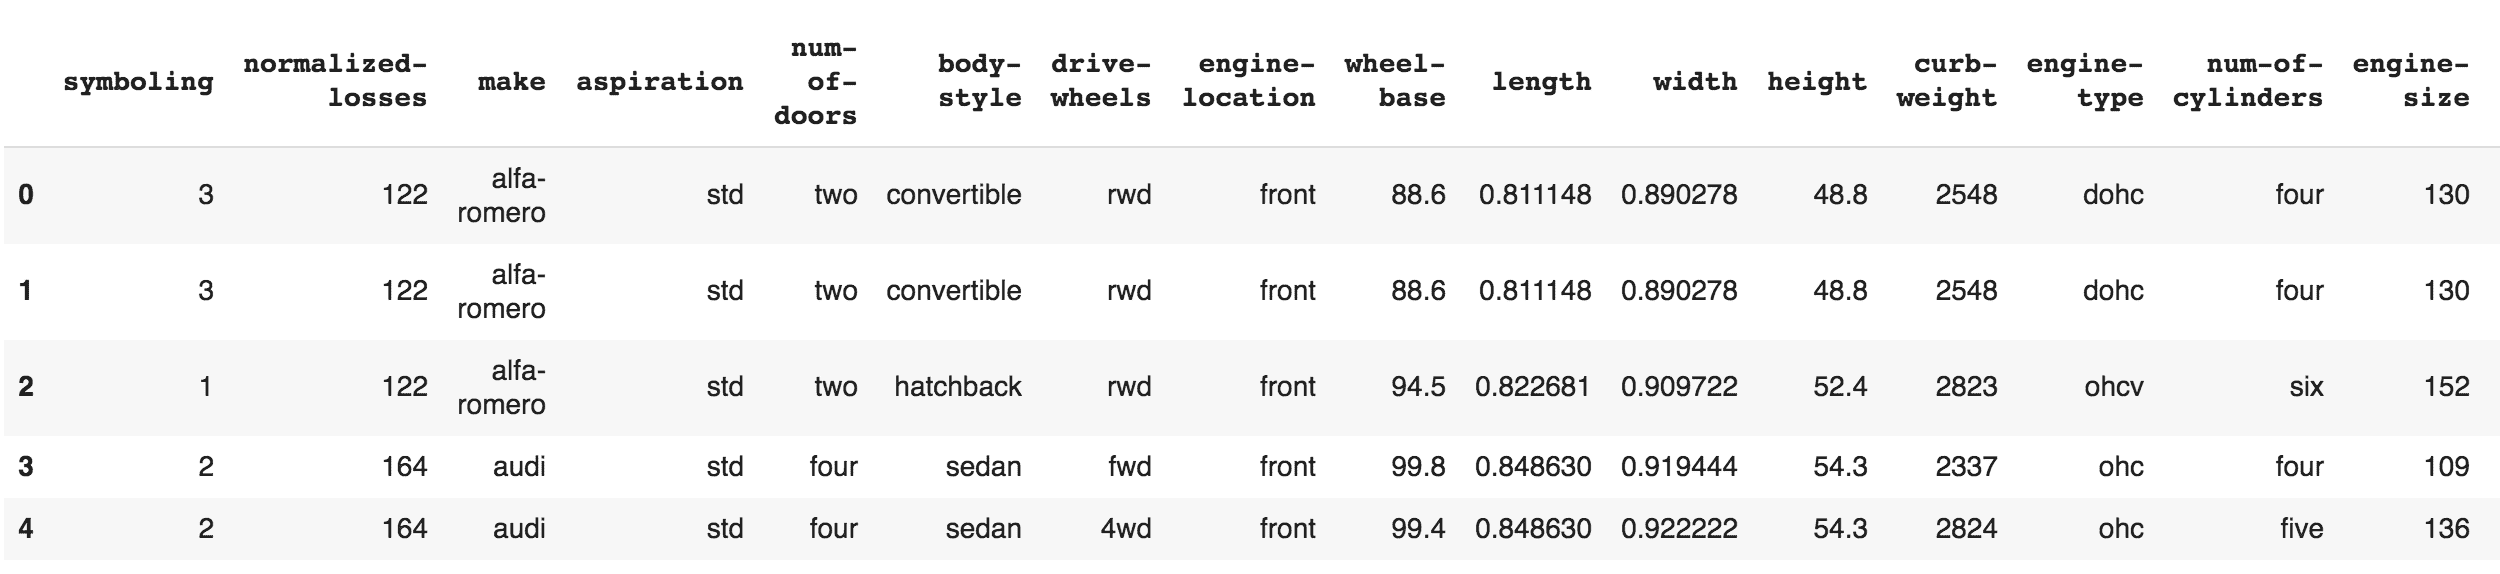 symboling normalized-losses make aspiration num-of-doors body-style drive-wheels engine-location wheel-base length width height curb-weight engine-type num-of-cylinders engine-size
0 3 122 alfa-romero std two convertible rwd front 88.6 0.811148 0.890278 48.8 2548 dohc four 130
1 3 122 alfa-romero std two convertible rwd front 88.6 0.811148 0.890278 48.8 2548 dohc four 130
2 1 122 alfa-romero std two hatchback rwd front 94.5 0.822681 0.909722 52.4 2823 ohcv six 152
3 2 164 audi std four sedan fwd front 99.8 0.848630 0.919444 54.3 2337 ohc four 109
4 2 164 audi std four sedan 4wd front 99.4 0.848630 0.922222 54.3 2824 ohc five 136